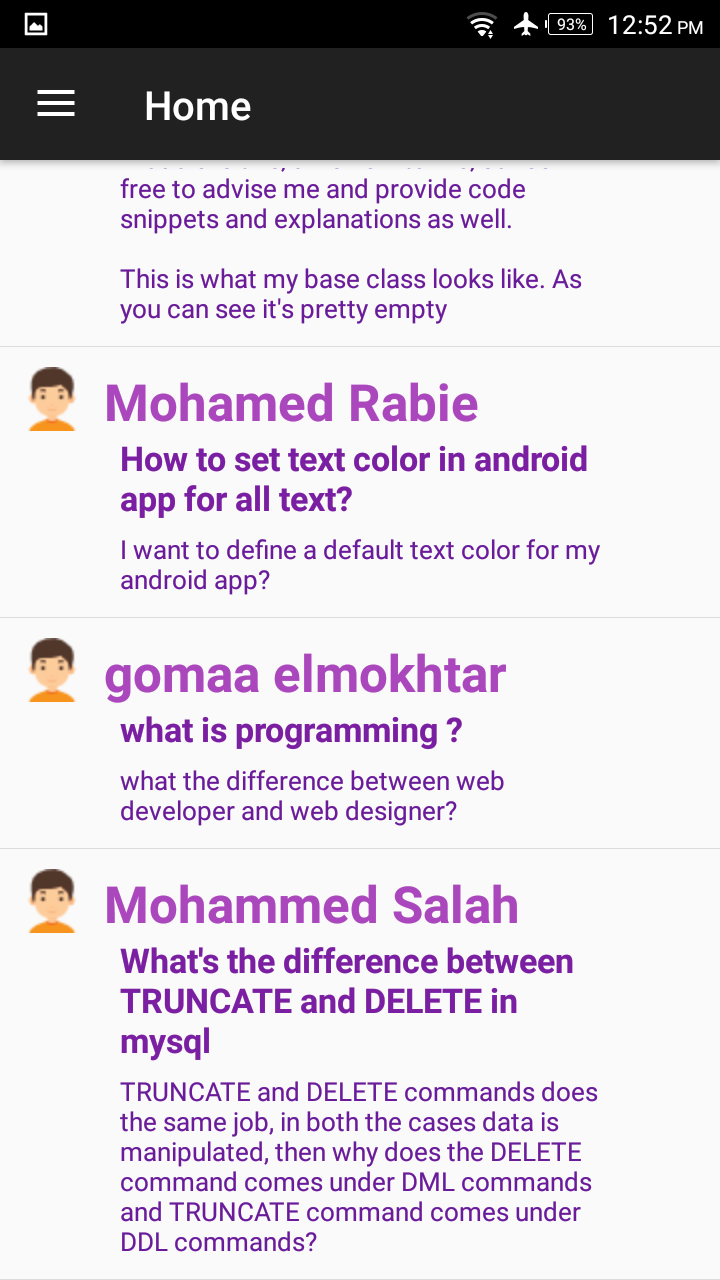 93%
12:52 PM
Home
free to advise me and provide code
snippets and explanations as well.
This is what my base class looks like. As
you can see it's pretty empty
Mohamed Rabie
How to set text color in android
app for all text?
I want to define a default text color for my
android app?
gomaa elmokhtar
what is programming ?
what the difference between web
developer and web designer?
Mohammed Salah
What's the difference between
TRUNCATE and DELETE in
mysql
TRUNCATE and DELETE commands does
the same job, in both the cases data is
manipulated, then why does the DELETE
command comes under DML commands
and TRUNCATE command comes under
DDL commands?